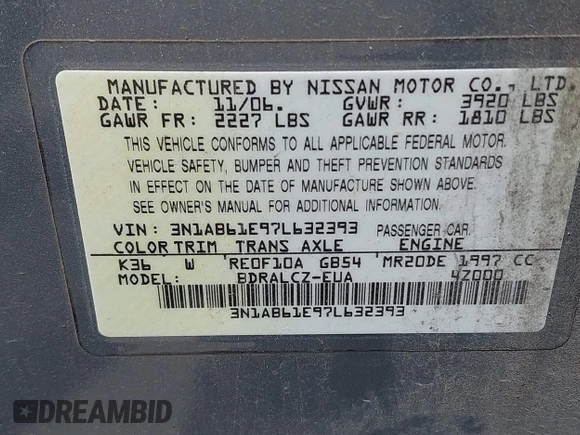 MANUFACTURED BY NISSAN MOTOR CO., LTD.
DATE: 11/06. GVWR: 3920 LBS
GAWR FR: 2227 LBS GAWR RR: 1810 LBS
THIS VEHICLE CONFORMS TO ALL APPLICABLE FEDERAL MOTOR
VEHICLE SAFETY, BUMPER AND THEFT PREVENTION STANDARDS
IN EFFECT ON THE DATE OF MANUFACTURE SHOWN ABOVE.
SEE OWNER'S MANUAL FOR ADDITIONAL INFORMATION.
VIN: 3N1AB61E97L632393 PASSENGER CAR
COLOR TRIM TRANS AXLE ENGINE
K36 W RE0F10A GB54 MR20DE 1997 CC
MODEL: BDRALCZ-EUA 4Z000
3N1AB61E97L632393
DREAMBID